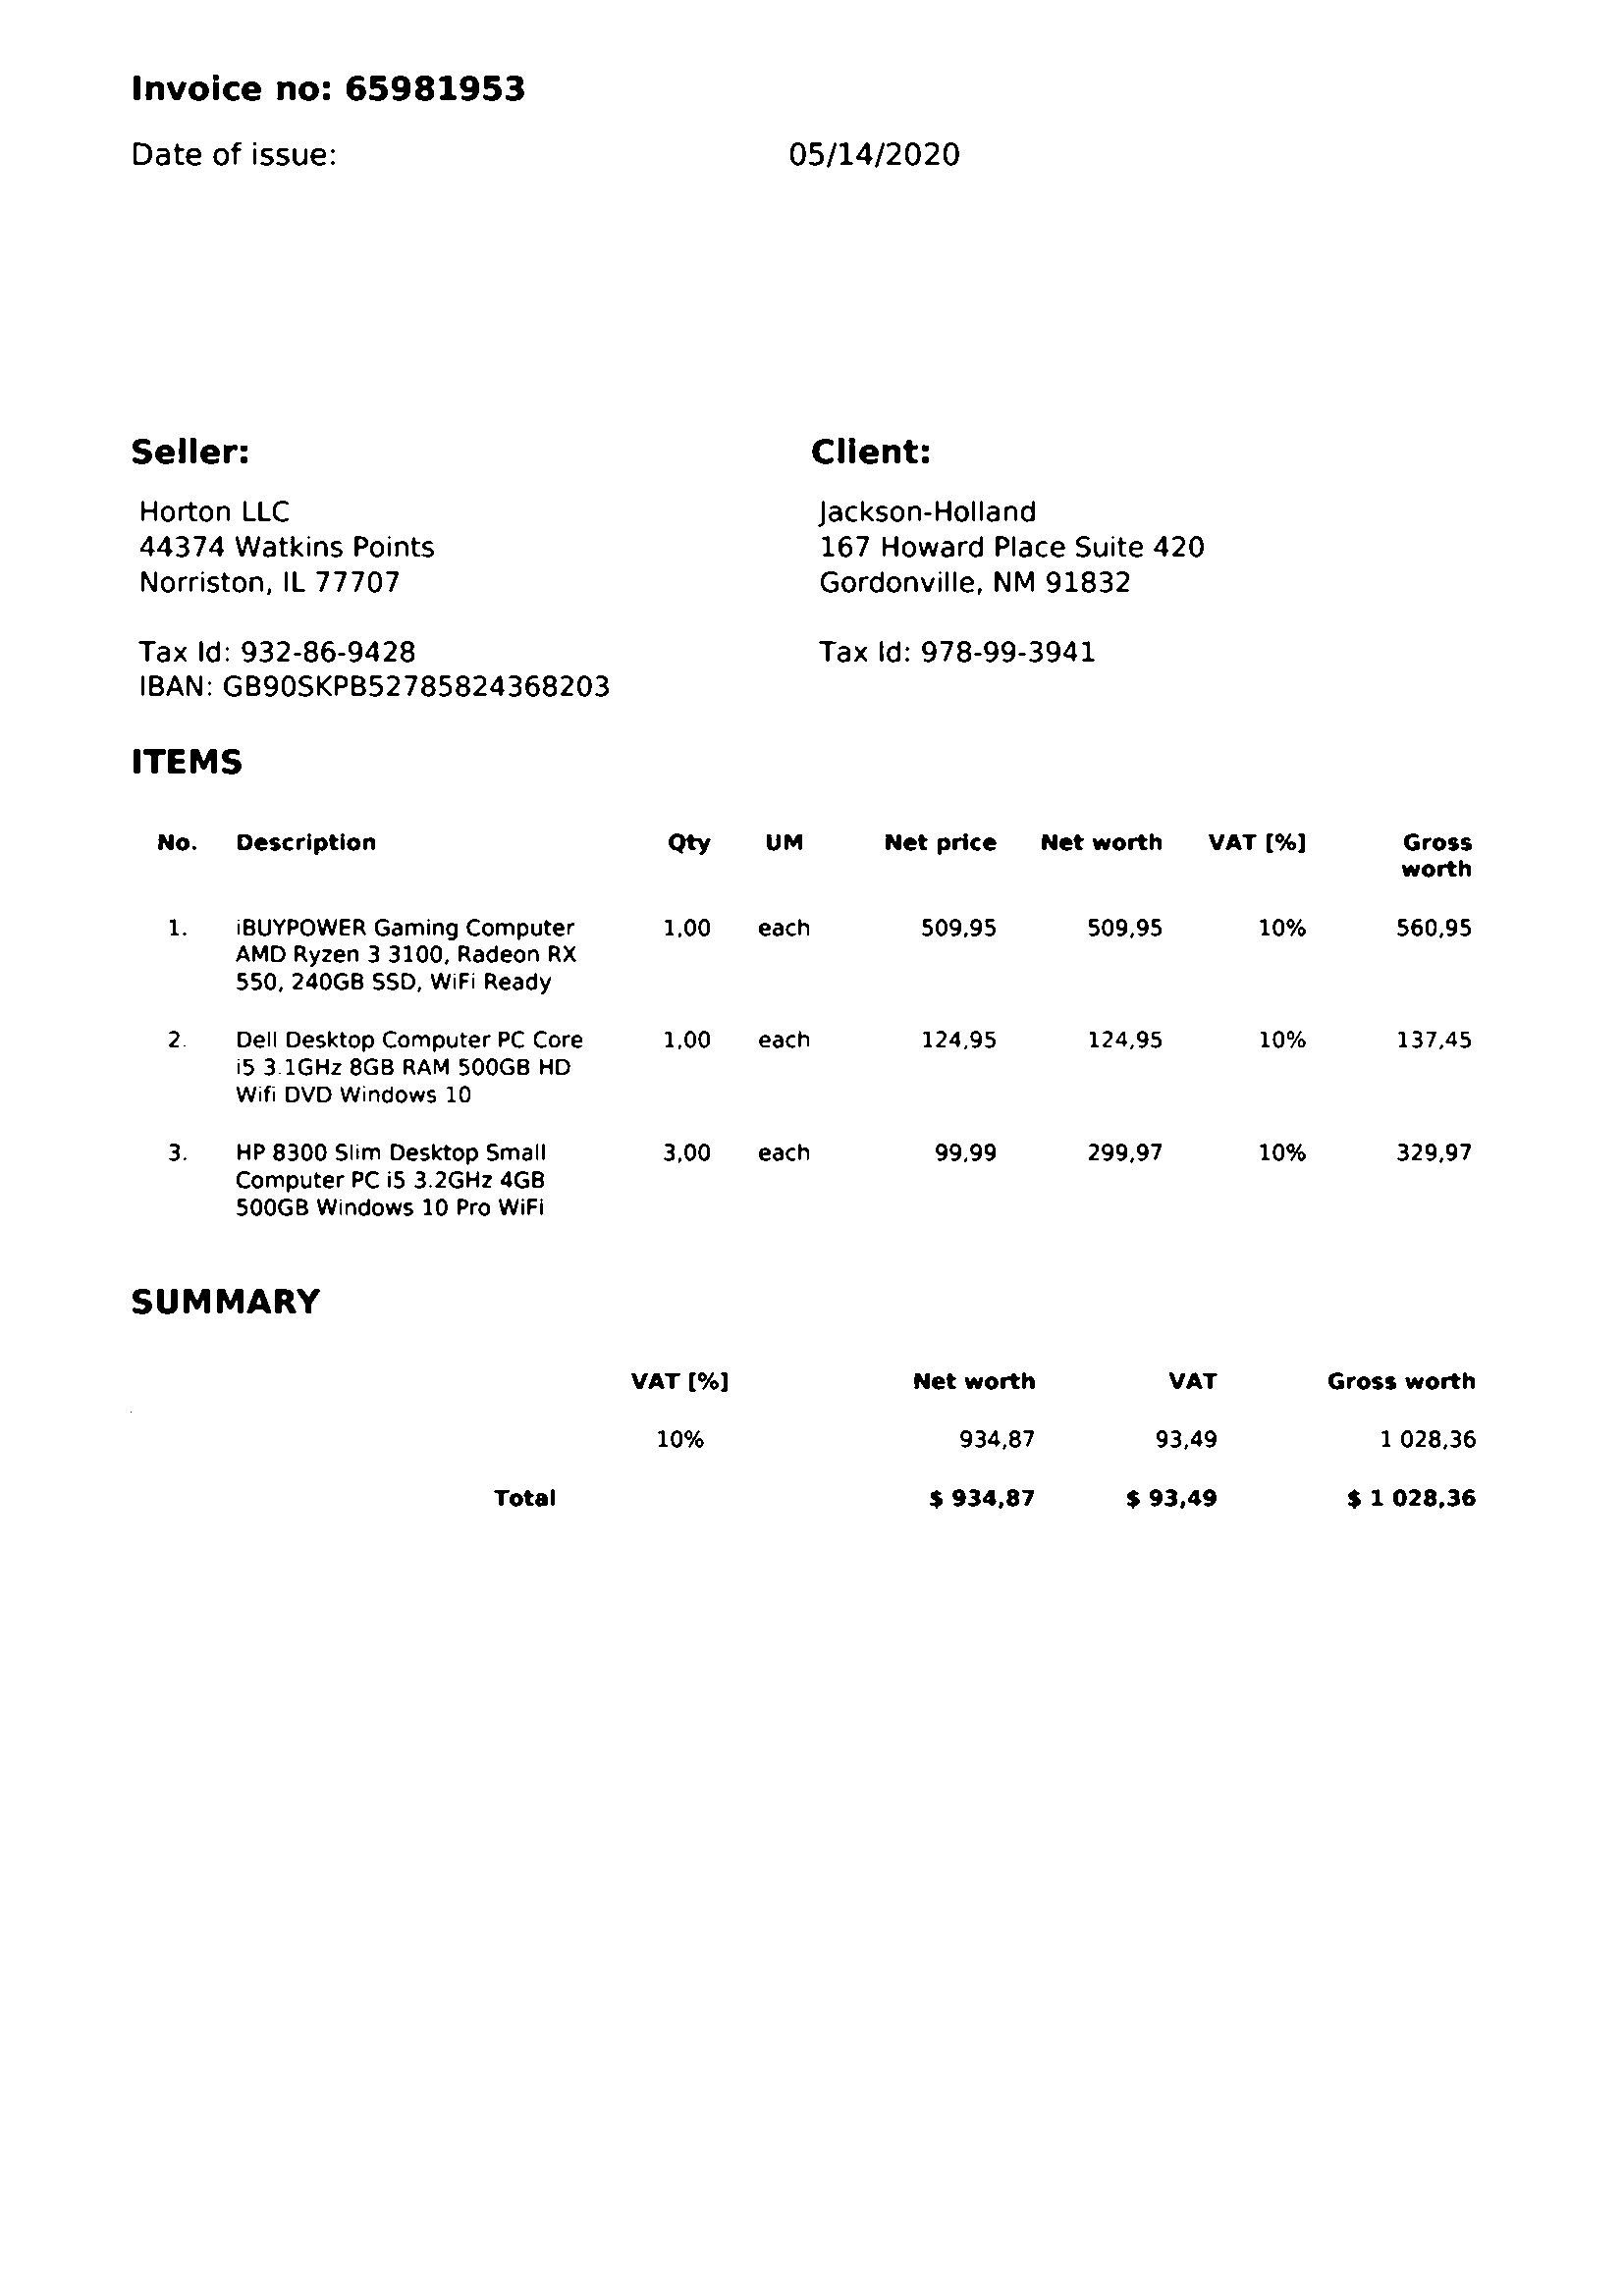 Invoice no: 65981953
Date of issue: 05/14/2020
Seller:
Horton LLC
44374 Watkins Points
Norriston, IL 77707
Tax Id: 932-86-9428
IBAN: GB90SKPB52785824368203
Client:
Jackson-Holland
167 Howard Place Suite 420
Gordonville, NM 91832
Tax Id: 978-99-3941
ITEMS
No. Description Qty UM Net price Net worth VAT [%] Gross
worth
1. iBUYPOWER Gaming Computer 1,00 each 509,95 509,95 10% 560,95
AMD Ryzen 3 3100, Radeon RX
550, 240GB SSD, WiFi Ready
2. Dell Desktop Computer PC Core 1,00 each 124,95 124,95 10% 137,45
i5 3.1GHz 8GB RAM 500GB HD
Wifi DVD Windows 10
3. HP 8300 Slim Desktop Small 3,00 each 99,99 299,97 10% 329,97
Computer PC i5 3.2GHz 4GB
500GB Windows 10 Pro WiFi
SUMMARY
VAT [%] Net worth VAT Gross worth
10% 934,87 93,49 1 028,36
Total $ 934,87 $ 93,49 $ 1 028,36